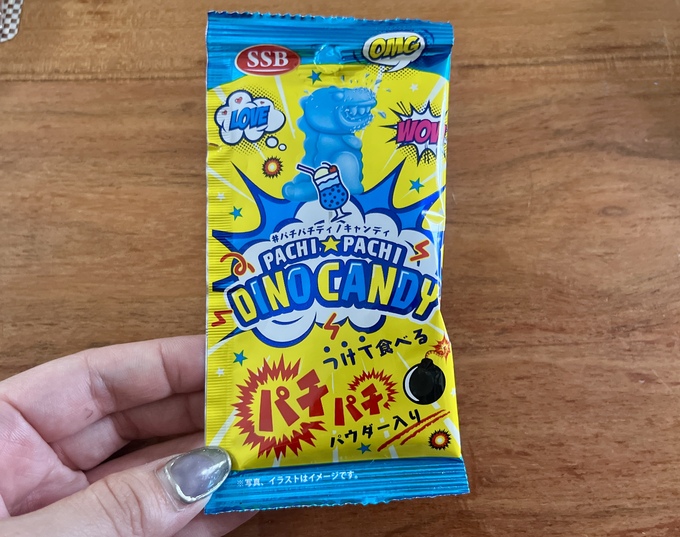 SSB
OMG
LOVE
WOW
#パチパチディノキャンディ
PACHI★PACHI
DINO CANDY
つけて食べる
パチパチ
パウダー入り
※写真、イラストはイメージです。